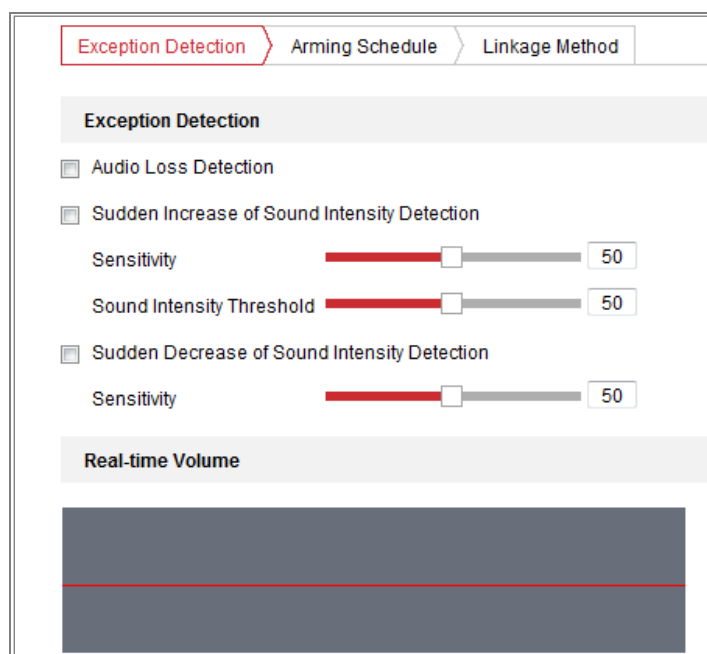 Exception Detection Arming Schedule Linkage Method
Exception Detection
Audio Loss Detection
Sudden Increase of Sound Intensity Detection
Sensitivity 50
Sound Intensity Threshold 50
Sudden Decrease of Sound Intensity Detection
Sensitivity 50
Real-time Volume